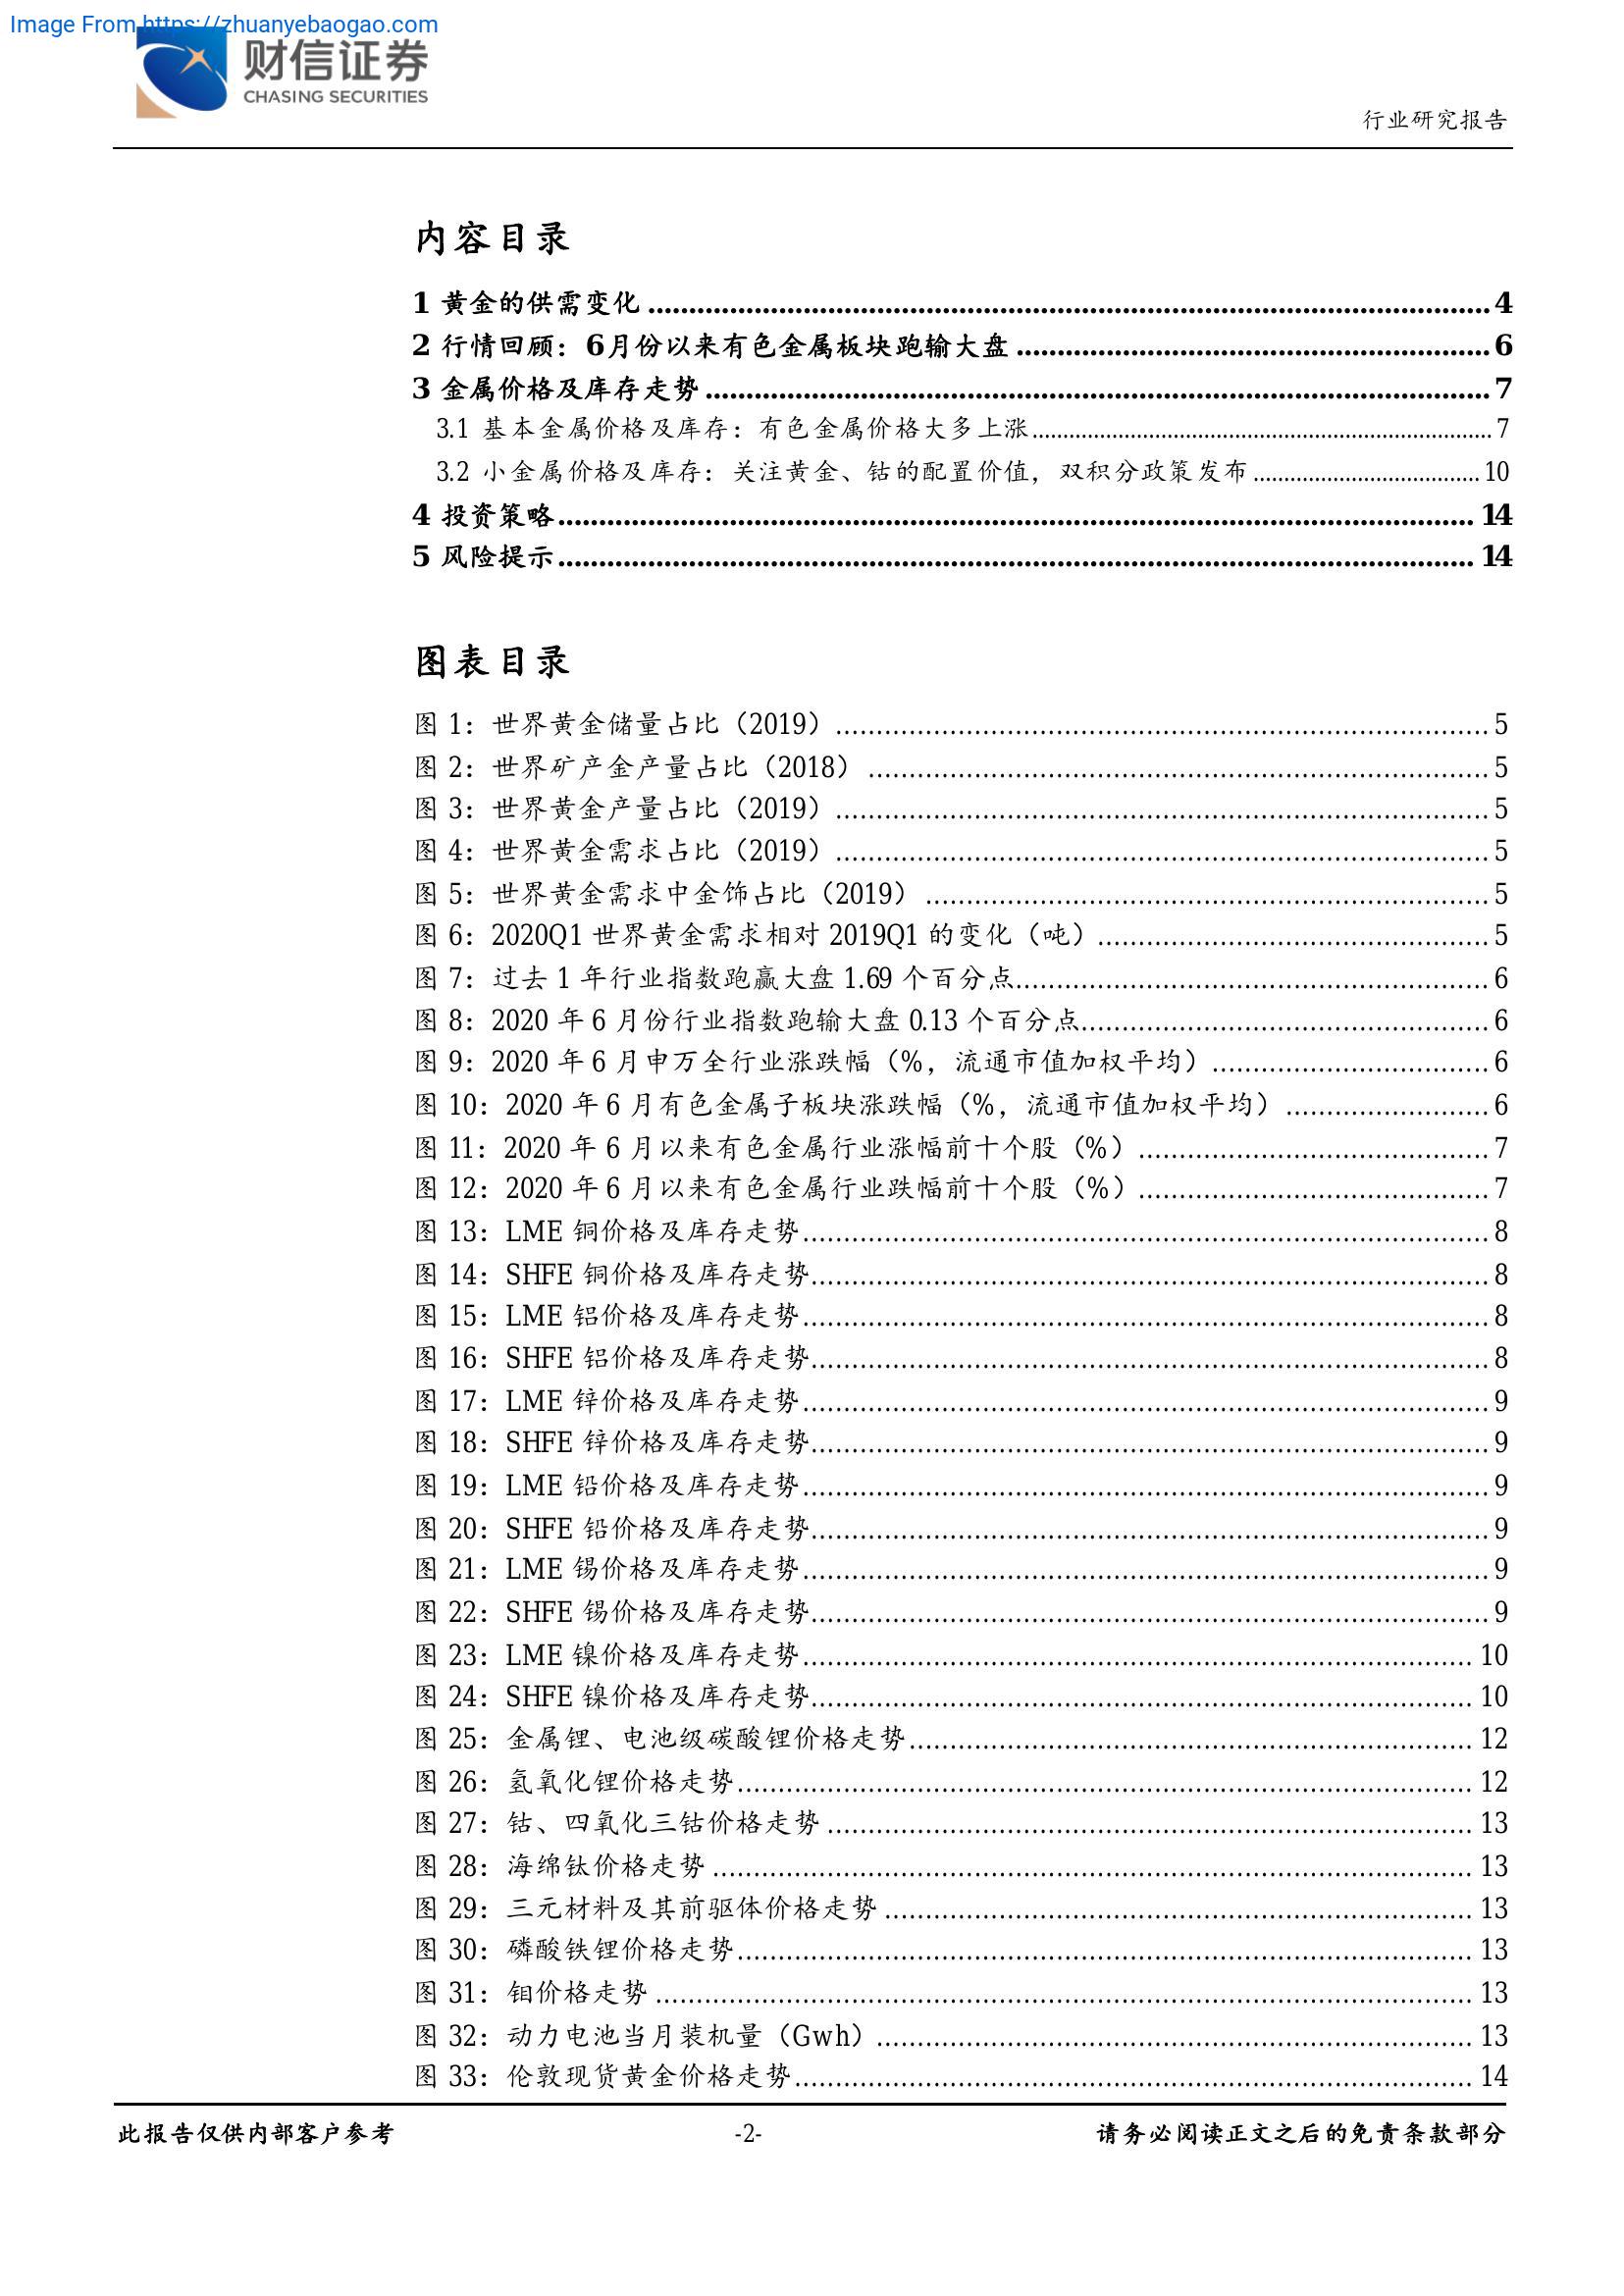 Image From https://zhuanyebaogao.com
财信证券
CHASING SECURITIES
行业研究报告
内容目录
1 黄金的供需变化 ........ 4
2 行情回顾：6月份以来有色金属板块跑输大盘 ........ 6
3 金属价格及库存走势 ........ 7
3.1 基本金属价格及库存：有色金属价格大多上涨 ........ 7
3.2 小金属价格及库存：关注黄金、钴的配置价值，双积分政策发布 ........ 10
4 投资策略 ........ 14
5 风险提示 ........ 14
图表目录
图 1：世界黄金储量占比（2019） ........ 5
图 2：世界矿产金产量占比（2018） ........ 5
图 3：世界黄金产量占比（2019） ........ 5
图 4：世界黄金需求占比（2019） ........ 5
图 5：世界黄金需求中金饰占比（2019） ........ 5
图 6：2020Q1 世界黄金需求相对 2019Q1 的变化（吨） ........ 5
图 7：过去 1 年行业指数跑赢大盘 1.69 个百分点 ........ 6
图 8：2020 年 6 月份行业指数跑输大盘 0.13 个百分点 ........ 6
图 9：2020 年 6 月申万全行业涨跌幅（%，流通市值加权平均） ........ 6
图 10：2020 年 6 月有色金属子板块涨跌幅（%，流通市值加权平均） ........ 6
图 11：2020 年 6 月以来有色金属行业涨幅前十个股（%） ........ 7
图 12：2020 年 6 月以来有色金属行业跌幅前十个股（%） ........ 7
图 13：LME 铜价格及库存走势 ........ 8
图 14：SHFE 铜价格及库存走势 ........ 8
图 15：LME 铝价格及库存走势 ........ 8
图 16：SHFE 铝价格及库存走势 ........ 8
图 17：LME 锌价格及库存走势 ........ 9
图 18：SHFE 锌价格及库存走势 ........ 9
图 19：LME 铅价格及库存走势 ........ 9
图 20：SHFE 铅价格及库存走势 ........ 9
图 21：LME 锡价格及库存走势 ........ 9
图 22：SHFE 锡价格及库存走势 ........ 9
图 23：LME 镍价格及库存走势 ........ 10
图 24：SHFE 镍价格及库存走势 ........ 10
图 25：金属锂、电池级碳酸锂价格走势 ........ 12
图 26：氢氧化锂价格走势 ........ 12
图 27：钴、四氧化三钴价格走势 ........ 13
图 28：海绵钛价格走势 ........ 13
图 29：三元材料及其前驱体价格走势 ........ 13
图 30：磷酸铁锂价格走势 ........ 13
图 31：钼价格走势 ........ 13
图 32：动力电池当月装机量（Gwh） ........ 13
图 33：伦敦现货黄金价格走势 ........ 14
此报告仅供内部客户参考
-2-
请务必阅读正文之后的免责条款部分